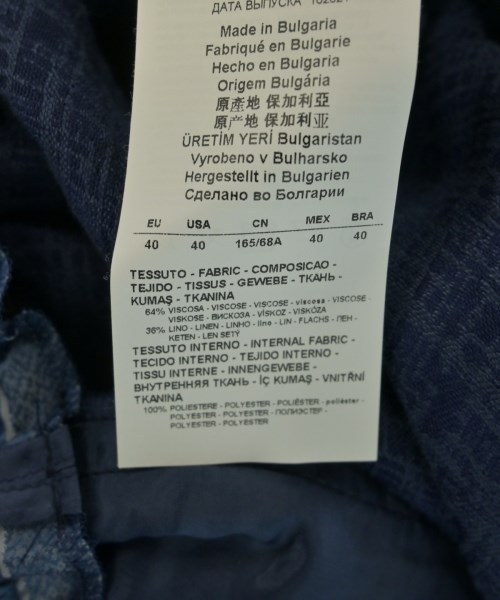 ДАТА ВЫПУСКА
Made in Bulgaria
Fabriqué en Bulgarie
Hecho en Bulgaria
Origem Bulgária
原產地 保加利亞
原产地 保加利亚
ÜRETİM YERİ Bulgaristan
Vyrobeno v Bulharsko
Hergestellt in Bulgarien
Сделано во Болгарии
EU USA CN MEX BRA
40 40 165/68A 40 40
TESSUTO - FABRIC - COMPOSICAO -
TEJIDO - TISSUS - GEWEBE - ТКАНЬ -
KUMAŞ - TKANINA
64% VISCOSA - VISCOSE - VISCOSE - viscosa - VISCOSE -
VISKOSE - ВИСКОЗА - VİSKOZ - VISKÓZA
36% LINO - LINEN - LINHO - lino - LIN - FLACHS - ЛЕН -
KETEN - LEN SETÝ
TESSUTO INTERNO - INTERNAL FABRIC -
TECIDO INTERNO - TEJIDO INTERNO -
TISSU INTERNE - INNENGEWEBE -
ВНУТРЕННЯЯ ТКАНЬ - İÇ KUMAŞ - VNITŘNÍ
TKANINA
100% POLIESTERE - POLYESTER - POLIÉSTER - poliéster -
POLYESTER - POLYESTER - ПОЛИЭСТЕР -
POLYESTER - POLYESTER